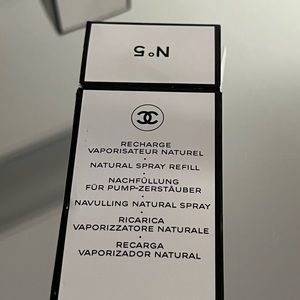 N°5
RECHARGE
VAPORISATEUR NATUREL
·
NATURAL SPRAY REFILL
·
NACHFÜLLUNG
FÜR PUMP-ZERSTÄUBER
·
NAVULLING NATURAL SPRAY
·
RICARICA
VAPORIZZATORE NATURALE
·
RECARGA
VAPORIZADOR NATURAL